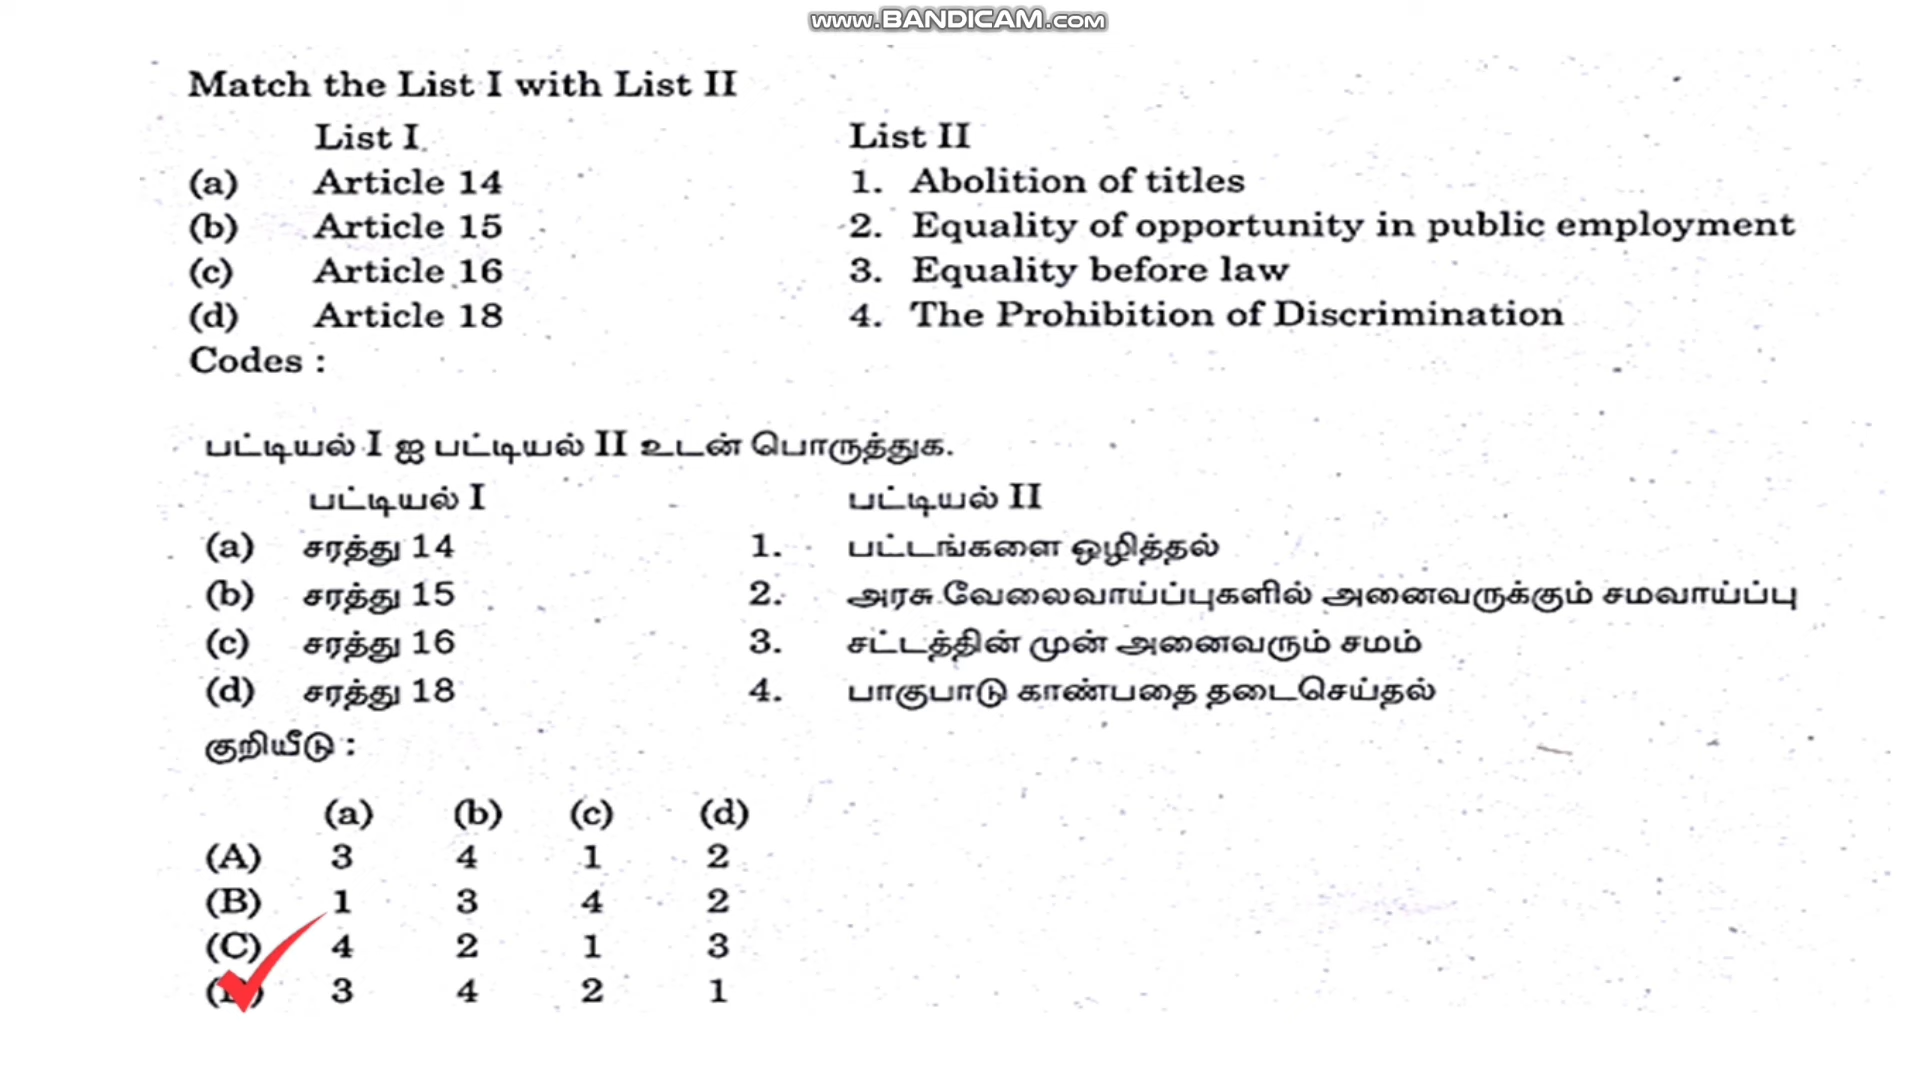 www.BANDICAM.com
Match the List I with List II
List I List II
(a) Article 14 1. Abolition of titles
(b) Article 15 2. Equality of opportunity in public employment
(c) Article 16 3. Equality before law
(d) Article 18 4. The Prohibition of Discrimination
Codes :
பட்டியல் I ஐ பட்டியல் II உடன் பொருத்துக.
பட்டியல் I பட்டியல் II
(a) சரத்து 14 1. பட்டங்களை ஒழித்தல்
(b) சரத்து 15 2. அரசு வேலைவாய்ப்புகளில் அனைவருக்கும் சமவாய்ப்பு
(c) சரத்து 16 3. சட்டத்தின் முன் அனைவரும் சமம்
(d) சரத்து 18 4. பாகுபாடு காண்பதை தடைசெய்தல்
குறியீடு :
(a) (b) (c) (d)
(A) 3 4 1 2
(B) 1 3 4 2
(C) 4 2 1 3
(D) 3 4 2 1